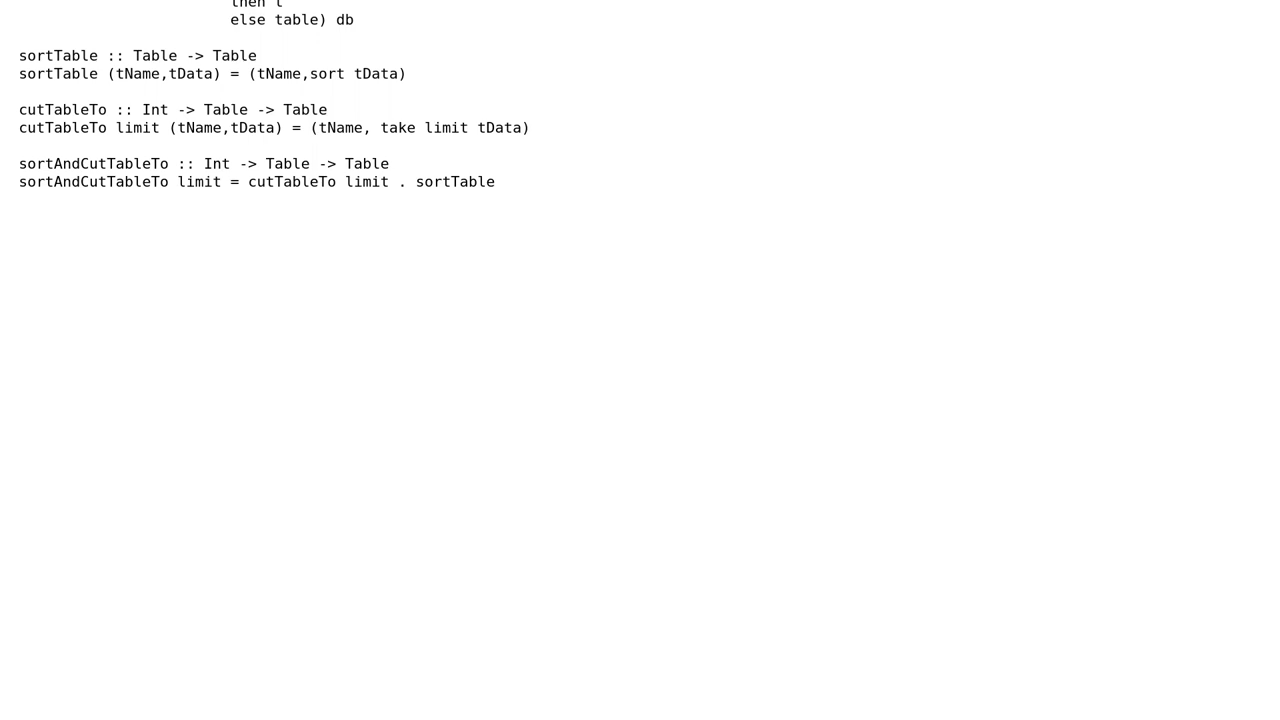 then t
else table) db
sortTable :: Table -> Table
sortTable (tName,tData) = (tName,sort tData)
cutTableTo :: Int -> Table -> Table
cutTableTo limit (tName,tData) = (tName, take limit tData)
sortAndCutTableTo :: Int -> Table -> Table
sortAndCutTableTo limit = cutTableTo limit . sortTable